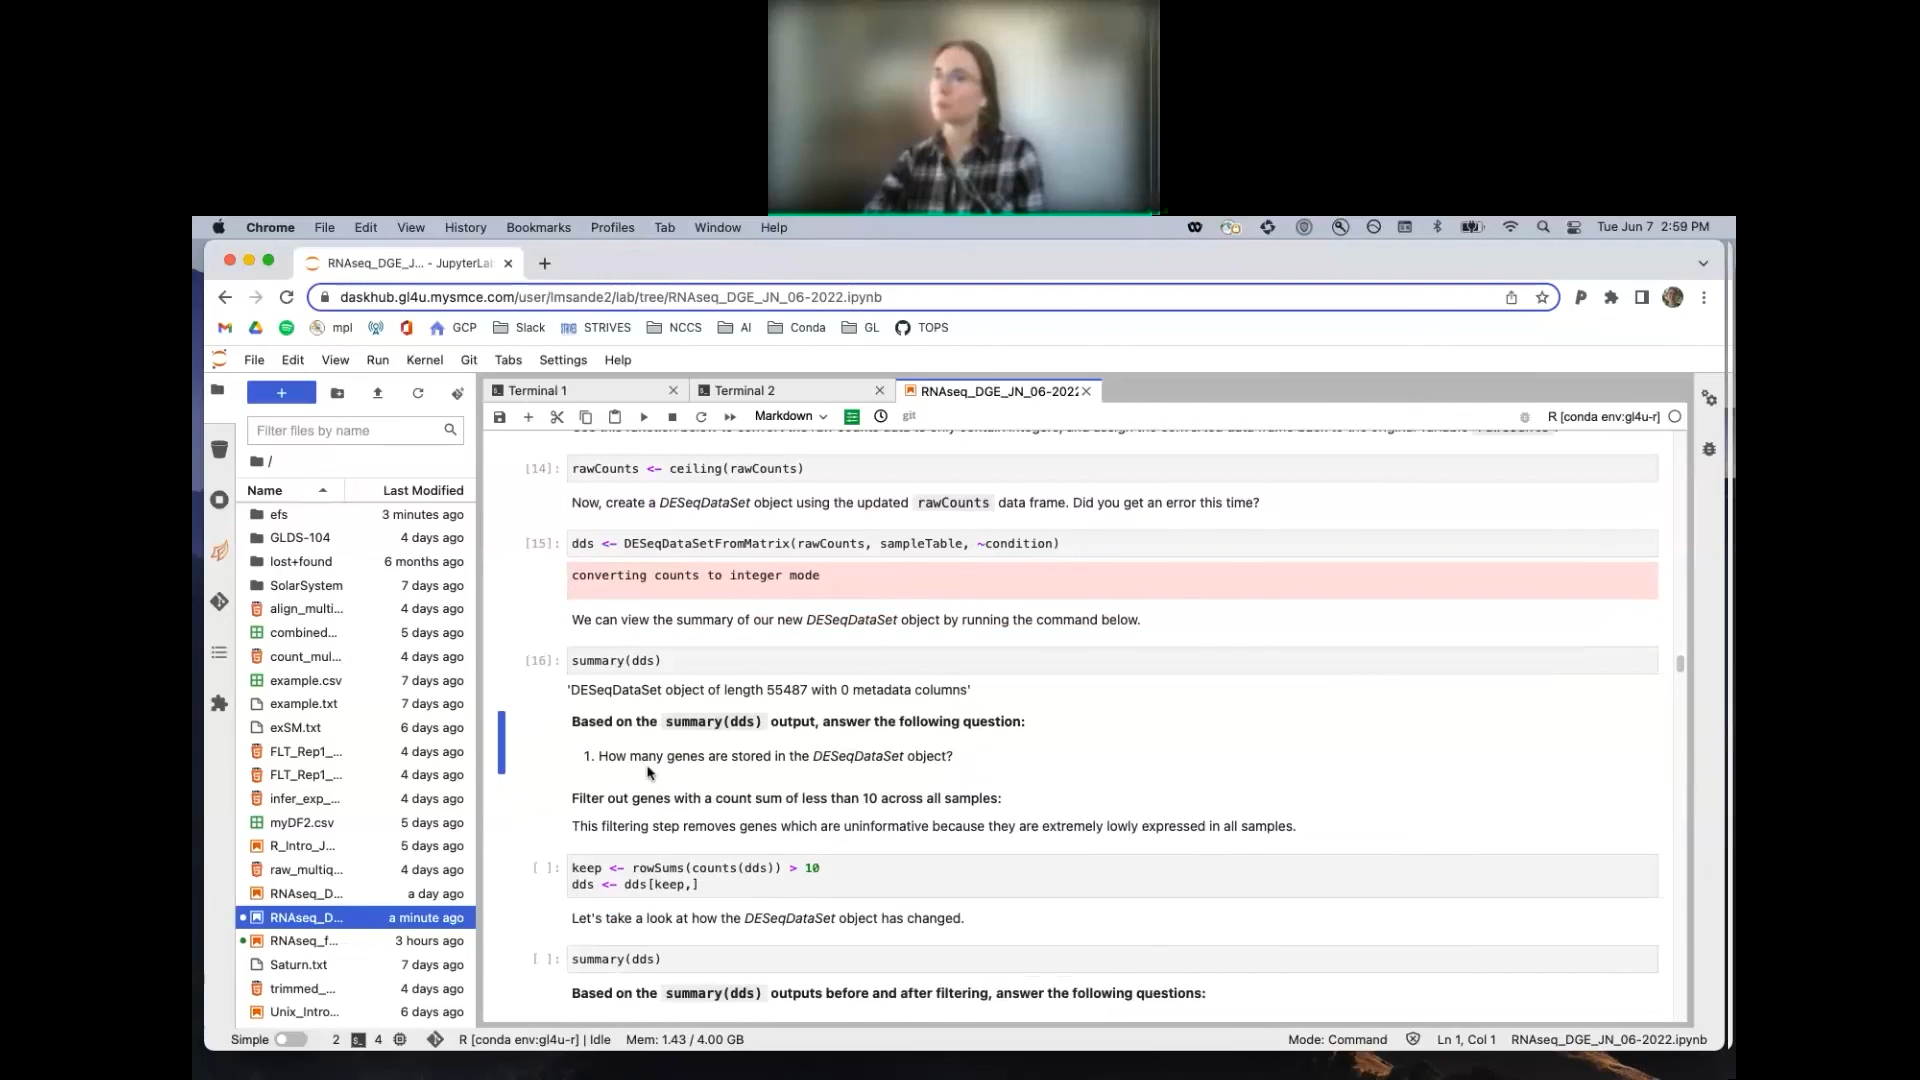 Chrome File Edit View History Bookmarks Profiles Tab Window Help Tue Jun 7 2:59 PM
RNAseq_DGE_J... - JupyterLa
daskhub.gl4u.mysmce.com/user/lmsande2/lab/tree/RNAseq_DGE_JN_06-2022.ipynb
mpl GCP Slack STRIVES NCCS AI Conda GL TOPS
File Edit View Run Kernel Git Tabs Settings Help
Terminal 1 Terminal 2 RNAseq_DGE_JN_06-2022
Markdown git R [conda env:gl4u-r]
Filter files by name
/
Name Last Modified
efs 3 minutes ago
GLDS-104 4 days ago
lost+found 6 months ago
SolarSystem 7 days ago
align_multi... 4 days ago
combined... 5 days ago
count_mul... 4 days ago
example.csv 7 days ago
example.txt 7 days ago
exSM.txt 6 days ago
FLT_Rep1_... 4 days ago
FLT_Rep1_... 4 days ago
infer_exp_... 4 days ago
myDF2.csv 5 days ago
R_Intro_J... 5 days ago
raw_multiq... 4 days ago
RNAseq_D... a day ago
RNAseq_D... a minute ago
RNAseq_f... 3 hours ago
Saturn.txt 7 days ago
trimmed_... 4 days ago
Unix_Intro... 6 days ago
[14]: rawCounts <- ceiling(rawCounts)
Now, create a DESeqDataSet object using the updated rawCounts data frame. Did you get an error this time?
[15]: dds <- DESeqDataSetFromMatrix(rawCounts, sampleTable, ~condition)
converting counts to integer mode
We can view the summary of our new DESeqDataSet object by running the command below.
[16]: summary(dds)
'DESeqDataSet object of length 55487 with 0 metadata columns'
Based on the summary(dds) output, answer the following question:
1. How many genes are stored in the DESeqDataSet object?
Filter out genes with a count sum of less than 10 across all samples:
This filtering step removes genes which are uninformative because they are extremely lowly expressed in all samples.
[ ]: keep <- rowSums(counts(dds)) > 10
dds <- dds[keep,]
Let's take a look at how the DESeqDataSet object has changed.
[ ]: summary(dds)
Based on the summary(dds) outputs before and after filtering, answer the following questions:
Simple 2 4 R [conda env:gl4u-r] | Idle Mem: 1.43 / 4.00 GB Mode: Command Ln 1, Col 1 RNAseq_DGE_JN_06-2022.ipynb